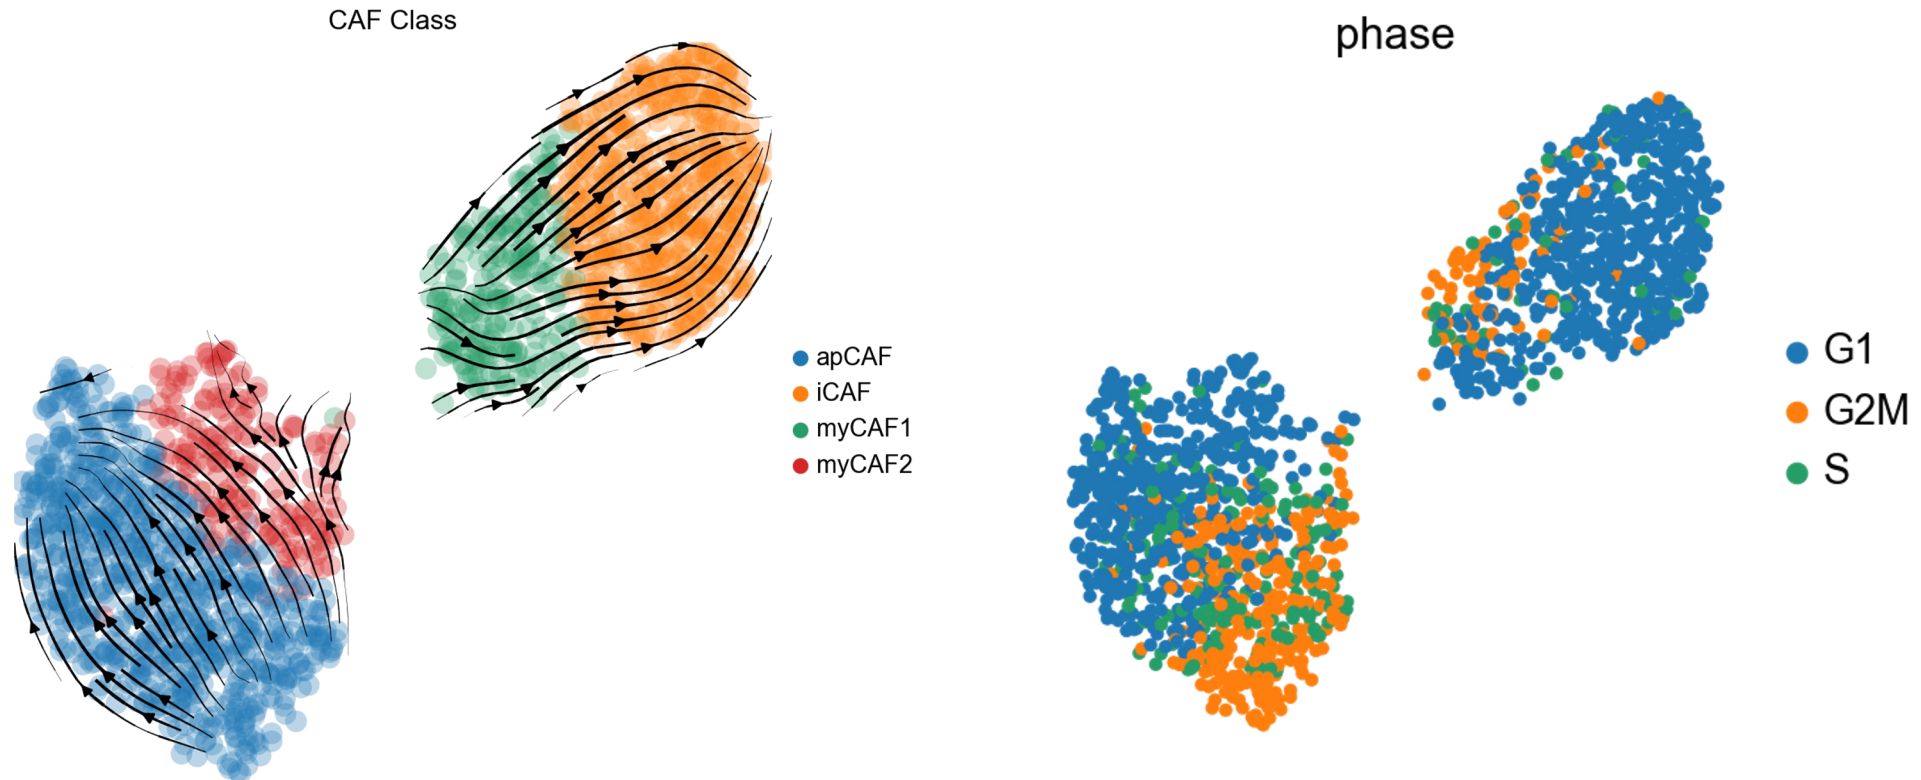 CAF Class
apCAF
iCAF
myCAF1
myCAF2
phase
G1
G2M
S